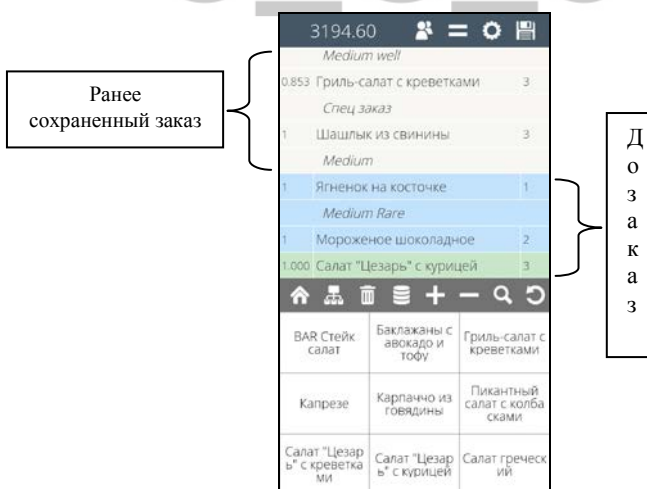 3194.60
Medium well
0.853 Гриль-салат с креветками 3
Спец заказ
1 Шашлык из свинины 3
Medium
1 Ягненок на косточке 1
Medium Rare
1 Мороженое шоколадное 2
1.000 Салат "Цезарь" с курицей 3
BAR Стейк
салат
Баклажаны с
авокадо и
тофу
Гриль-салат с
креветками
Капрезе
Карпаччо из
говядины
Пикантный
салат с колба
сками
Салат "Цезар
ь" с креветка
ми
Салат "Цезар
ь" с курицей
Салат греческ
ий
Ранее
сохраненный заказ
Д
о
з
а
к
а
з